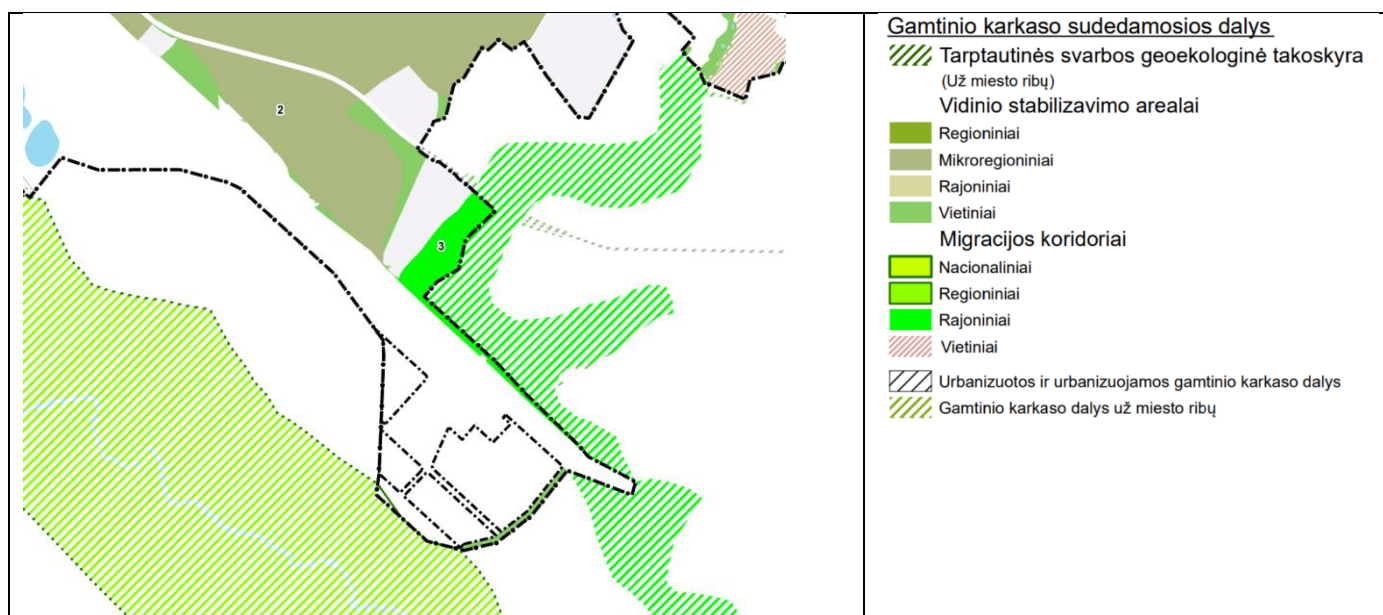 2
3
Gamtinio karkaso sudedamosios dalys
Tarptautinės svarbos geoekologinė takoskyra
(Už miesto ribų)
Vidinio stabilizavimo arealai
Regioniniai
Mikroregioniniai
Rajoniniai
Vietiniai
Migracijos koridoriai
Nacionaliniai
Regioniniai
Rajoniniai
Vietiniai
Urbanizuotos ir urbanizuojamos gamtinio karkaso dalys
Gamtinio karkaso dalys už miesto ribų